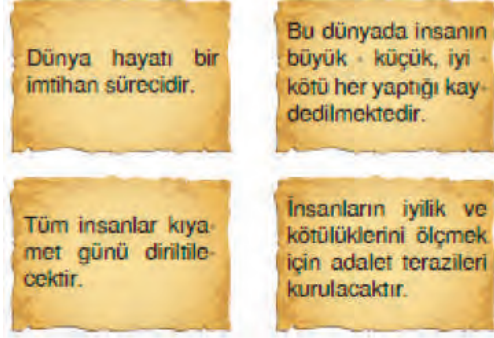 Dünya hayatı bir
imtihan sürecidir.
Bu dünyada insanın
büyük - küçük, iyi -
kötü her yaptığı kay-
dedilmektedir.
Tüm insanlar kıya-
met günü diriltile-
cektir.
İnsanların iyilik ve
kötülüklerini ölçmek
için adalet terazileri
kurulacaktır.